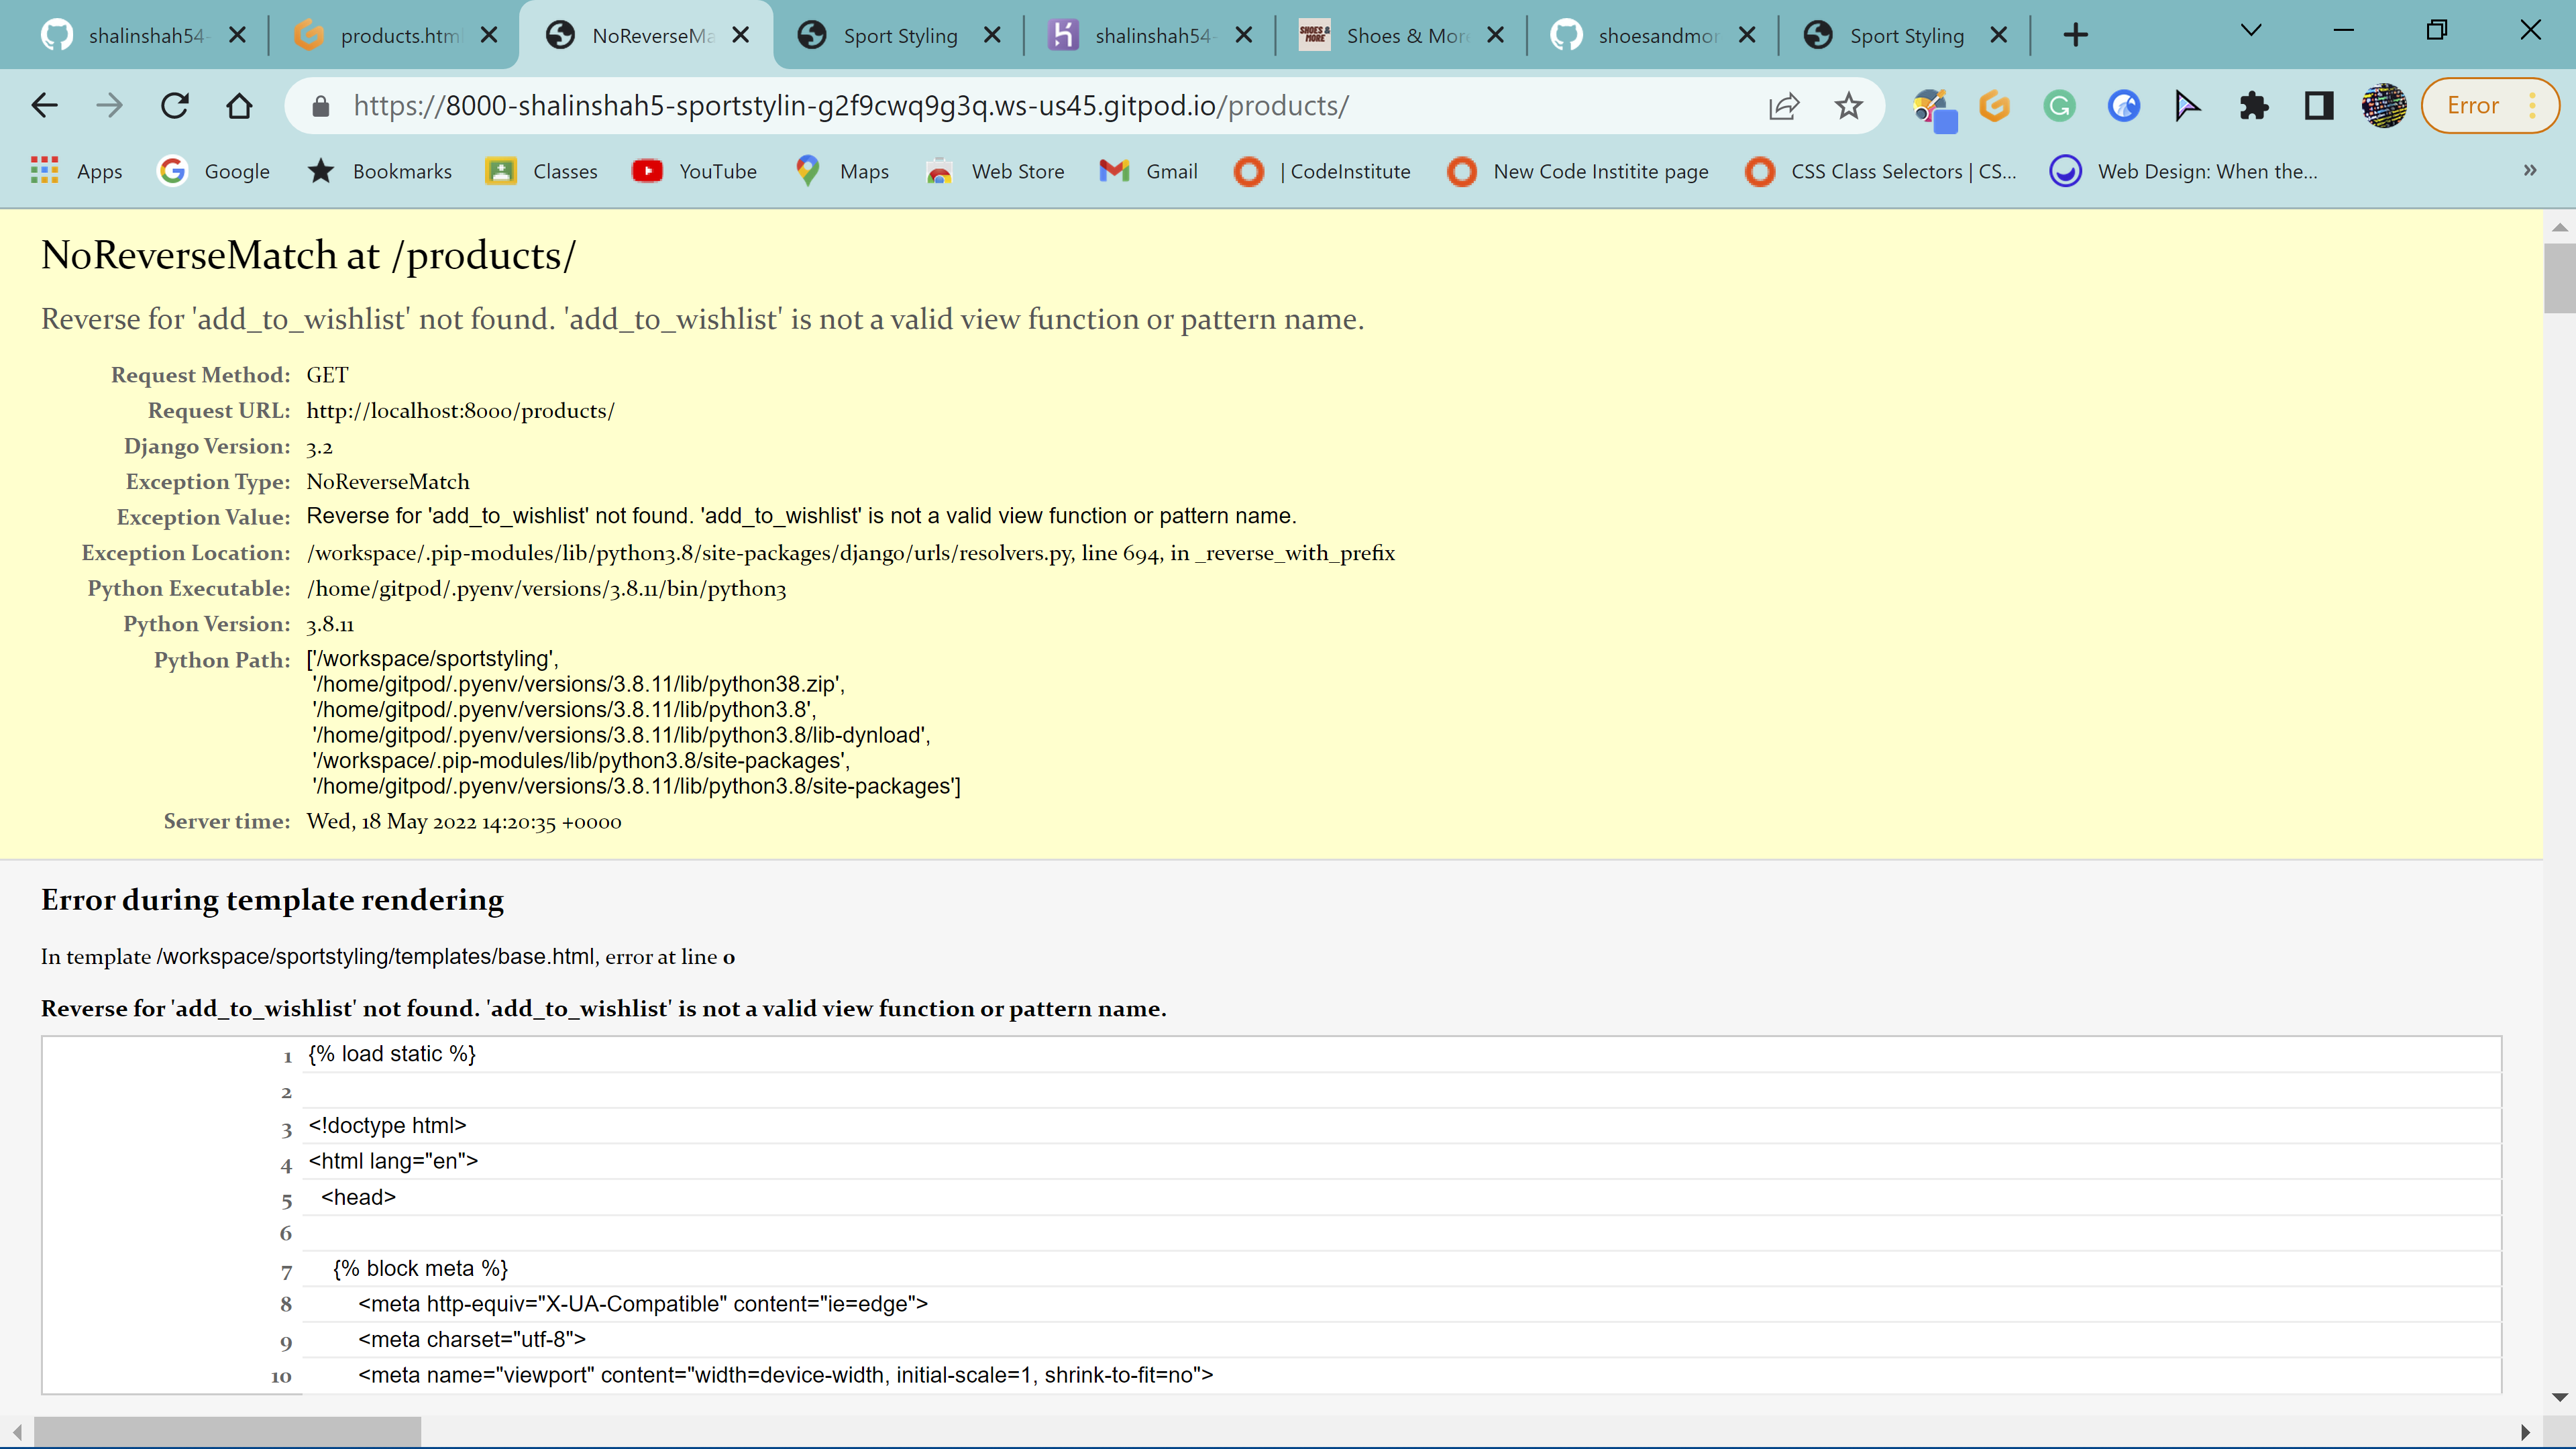 shalinshah54-
products.html
NoReverseMa
Sport Styling
shalinshah54-
Shoes & Mor
shoesandmor
Sport Styling
https://8000-shalinshah5-sportstylin-g2f9cwq9g3q.ws-us45.gitpod.io/products/
Error
Apps
Google
Bookmarks
Classes
YouTube
Maps
Web Store
Gmail
| CodeInstitute
New Code Institite page
CSS Class Selectors | CS...
Web Design: When the...
»
NoReverseMatch at /products/
Reverse for 'add_to_wishlist' not found. 'add_to_wishlist' is not a valid view function or pattern name.
Request Method: GET
Request URL: http://localhost:8000/products/
Django Version: 3.2
Exception Type: NoReverseMatch
Exception Value: Reverse for 'add_to_wishlist' not found. 'add_to_wishlist' is not a valid view function or pattern name.
Exception Location: /workspace/.pip-modules/lib/python3.8/site-packages/django/urls/resolvers.py, line 694, in _reverse_with_prefix
Python Executable: /home/gitpod/.pyenv/versions/3.8.11/bin/python3
Python Version: 3.8.11
Python Path: ['/workspace/sportstyling',
'/home/gitpod/.pyenv/versions/3.8.11/lib/python38.zip',
'/home/gitpod/.pyenv/versions/3.8.11/lib/python3.8',
'/home/gitpod/.pyenv/versions/3.8.11/lib/python3.8/lib-dynload',
'/workspace/.pip-modules/lib/python3.8/site-packages',
'/home/gitpod/.pyenv/versions/3.8.11/lib/python3.8/site-packages']
Server time: Wed, 18 May 2022 14:20:35 +0000
Error during template rendering
In template /workspace/sportstyling/templates/base.html, error at line 0
Reverse for 'add_to_wishlist' not found. 'add_to_wishlist' is not a valid view function or pattern name.
1 {% load static %}
2
3 <!doctype html>
4 <html lang="en">
5 <head>
6
7 {% block meta %}
8 <meta http-equiv="X-UA-Compatible" content="ie=edge">
9 <meta charset="utf-8">
10 <meta name="viewport" content="width=device-width, initial-scale=1, shrink-to-fit=no">